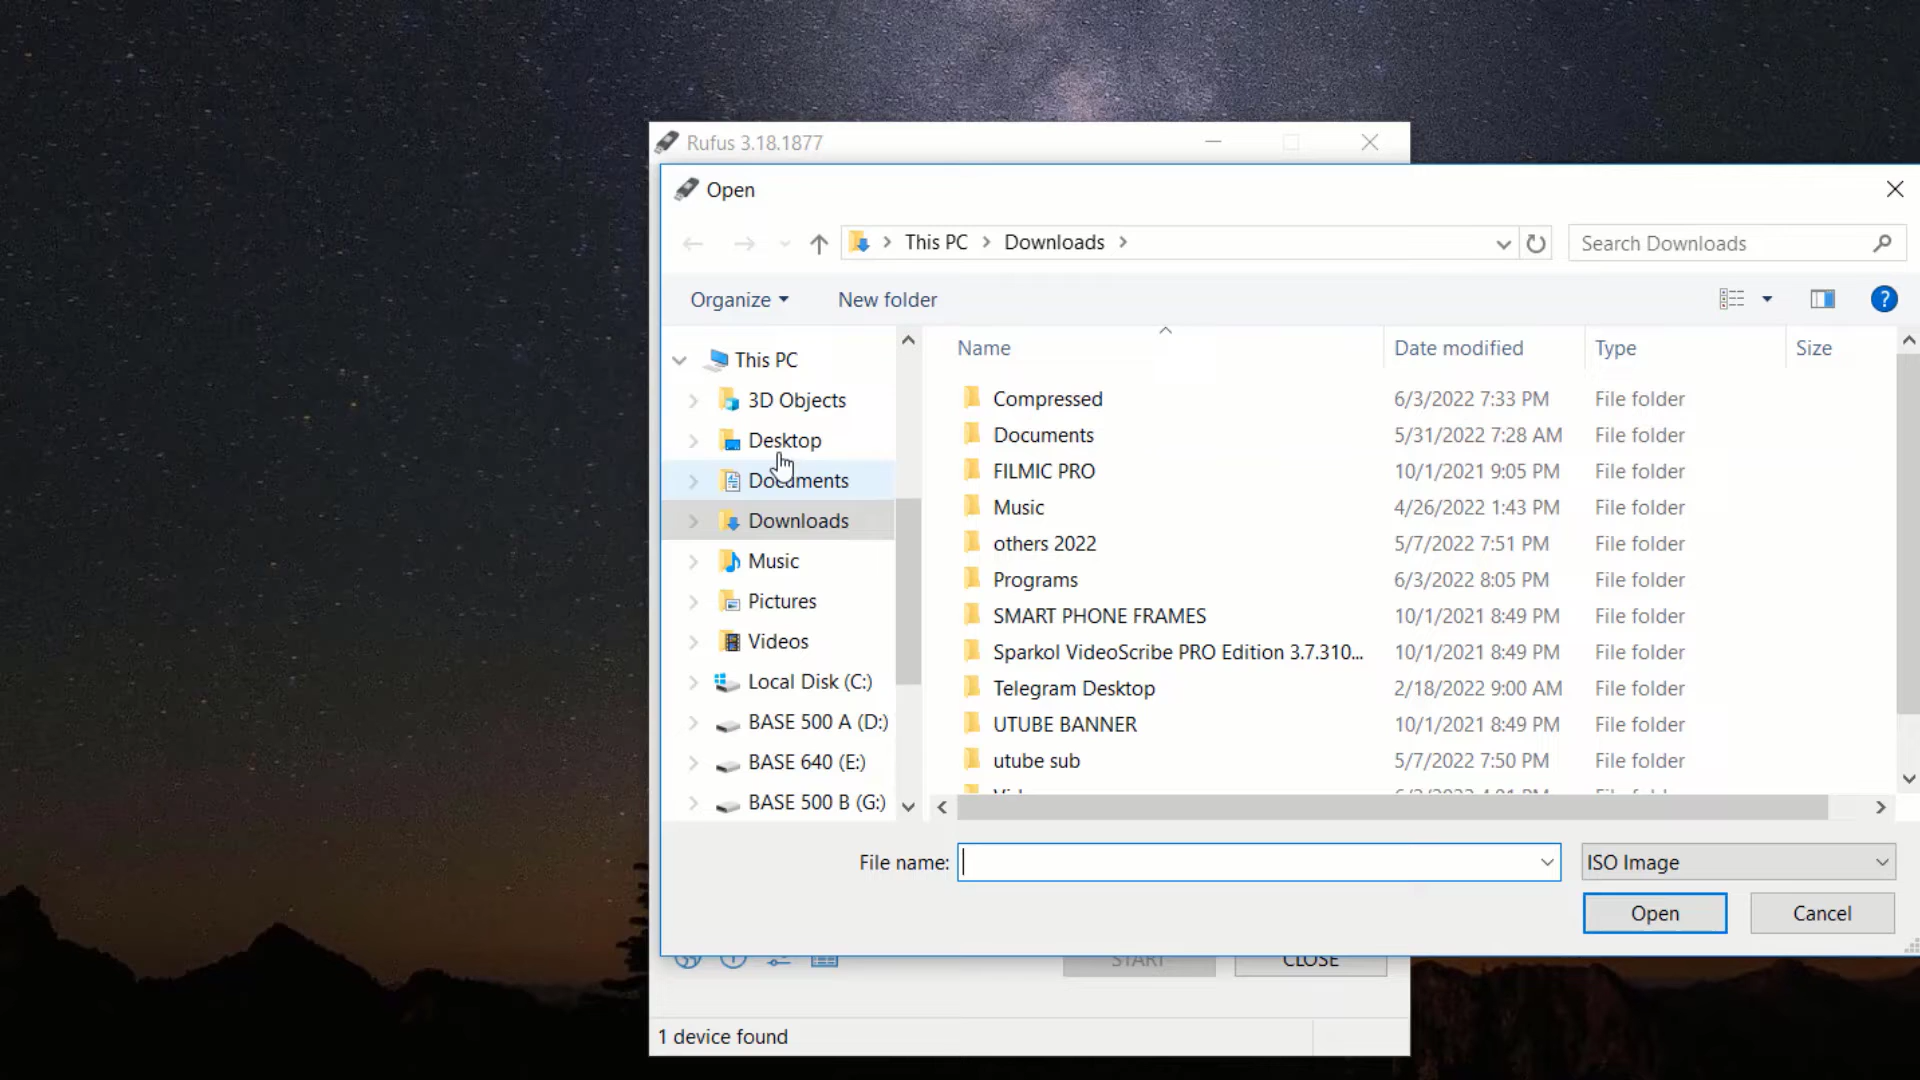 Rufus 3.18.1877
Open
This PC > Downloads >
Search Downloads
Organize
New folder
Name
Date modified
Type
Size
This PC
3D Objects
Desktop
Documents
Downloads
Music
Pictures
Videos
Local Disk (C:)
BASE 500 A (D:)
BASE 640 (E:)
BASE 500 B (G:)
Compressed 6/3/2022 7:33 PM File folder
Documents 5/31/2022 7:28 AM File folder
FILMIC PRO 10/1/2021 9:05 PM File folder
Music 4/26/2022 1:43 PM File folder
others 2022 5/7/2022 7:51 PM File folder
Programs 6/3/2022 8:05 PM File folder
SMART PHONE FRAMES 10/1/2021 8:49 PM File folder
Sparkol VideoScribe PRO Edition 3.7.310... 10/1/2021 8:49 PM File folder
Telegram Desktop 2/18/2022 9:00 AM File folder
UTUBE BANNER 10/1/2021 8:49 PM File folder
utube sub 5/7/2022 7:50 PM File folder
File name:
ISO Image
Open
Cancel
START
CLOSE
1 device found